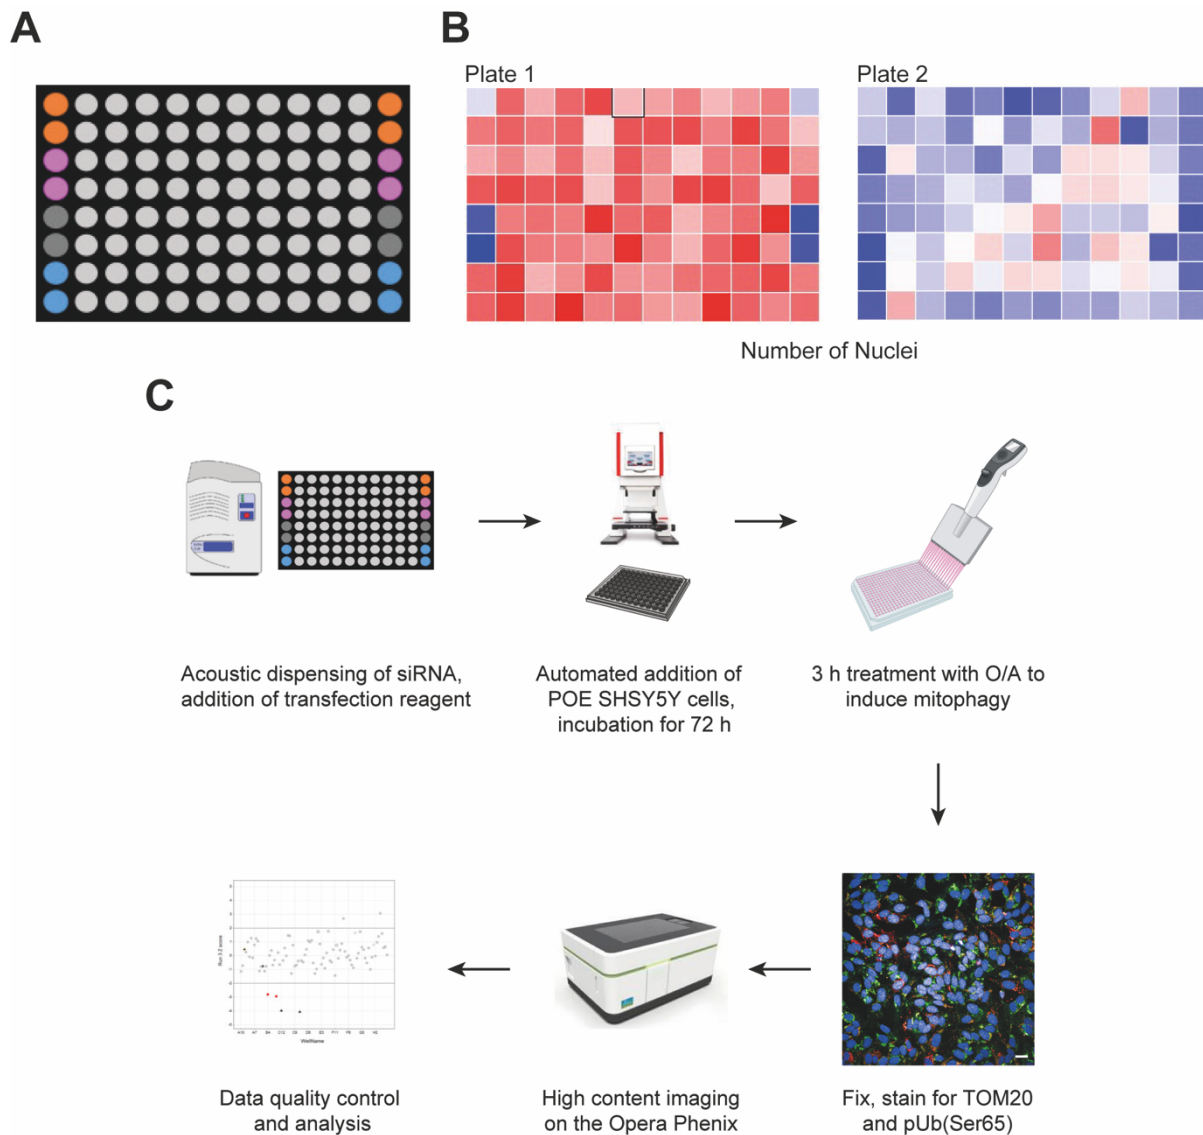 A
B
Plate 1
Plate 2
Number of Nuclei
C
Acoustic dispensing of siRNA,
addition of transfection reagent
Automated addition of
POE SHSY5Y cells,
incubation for 72 h
3 h treatment with O/A to
induce mitophagy
WellName
Data quality control
and analysis
High content imaging
on the Opera Phenix
Fix, stain for TOM20
and pUb(Ser65)